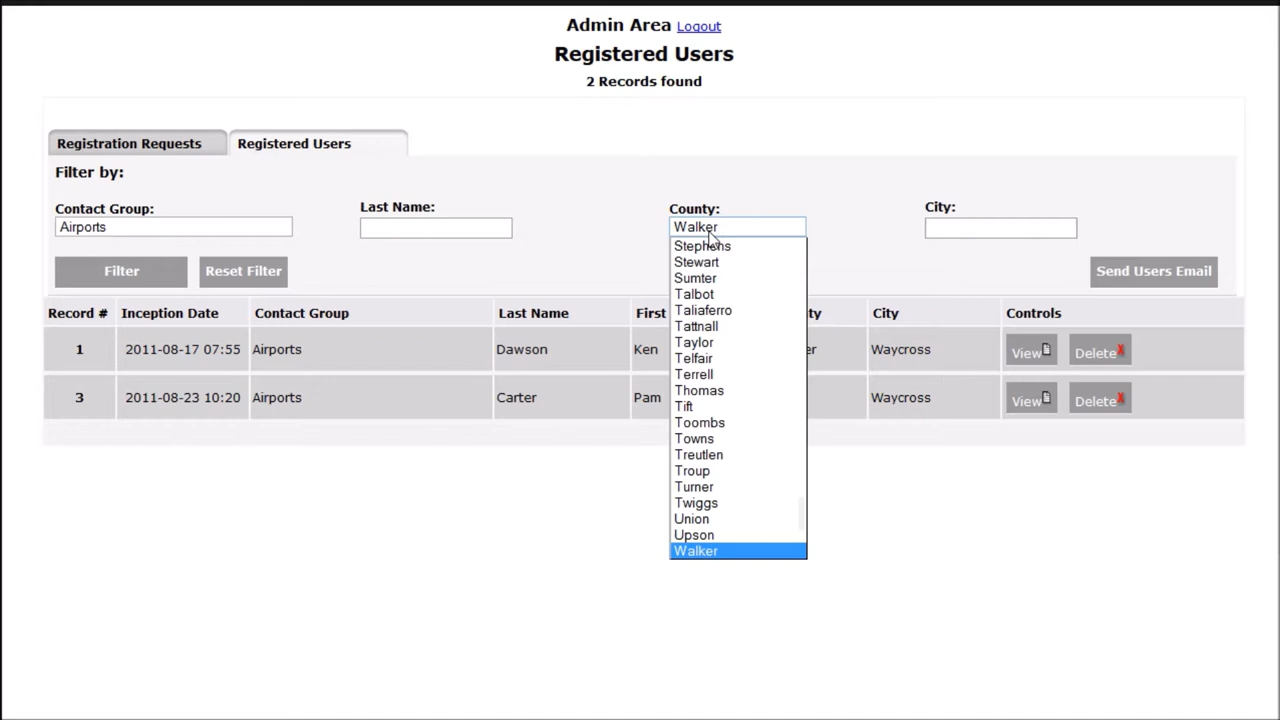 Admin Area Logout
Registered Users
2 Records found
Registration Requests Registered Users
Filter by:
Contact Group: Last Name: County: City:
Airports Walker
Filter Reset Filter Send Users Email
Stephens
Stewart
Sumter
Talbot
Taliaferro
Tattnall
Taylor
Telfair
Terrell
Thomas
Tift
Toombs
Towns
Treutlen
Troup
Turner
Twiggs
Union
Upson
Walker
Record # Inception Date Contact Group Last Name First ty City Controls
1 2011-08-17 07:55 Airports Dawson Ken er Waycross View Delete
3 2011-08-23 10:20 Airports Carter Pam Waycross View Delete